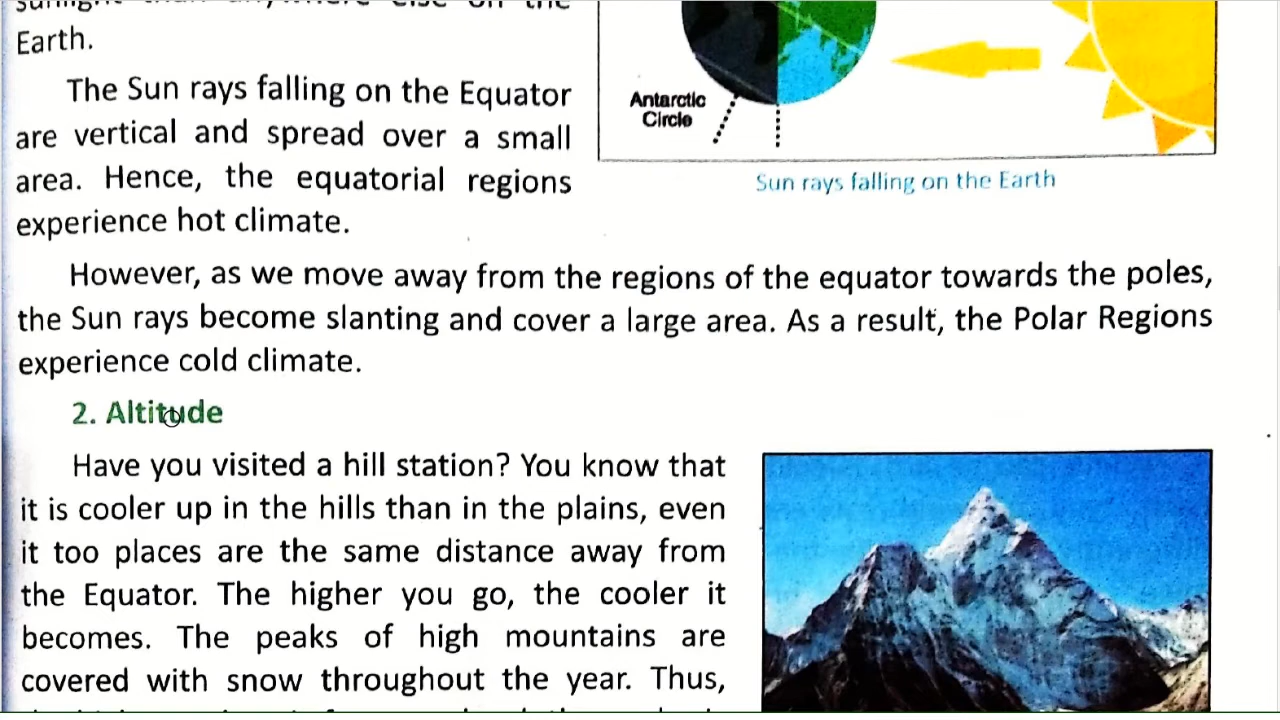 Earth.
The Sun rays falling on the Equator
are vertical and spread over a small
area. Hence, the equatorial regions
experience hot climate.
Antarctic
Circle
Sun rays falling on the Earth
However, as we move away from the regions of the equator towards the poles,
the Sun rays become slanting and cover a large area. As a result, the Polar Regions
experience cold climate.
2. Altitude
Have you visited a hill station? You know that
it is cooler up in the hills than in the plains, even
it too places are the same distance away from
the Equator. The higher you go, the cooler it
becomes. The peaks of high mountains are
covered with snow throughout the year. Thus,